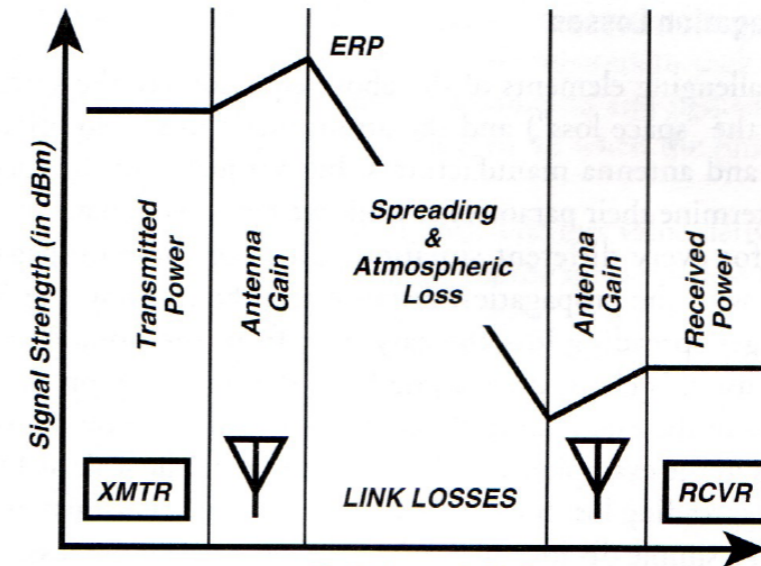 ERP
Signal Strength (in dBm)
Transmitted
Power
Antenna
Gain
Spreading
&
Atmospheric
Loss
Antenna
Gain
Received
Power
XMTR
LINK LOSSES
RCVR